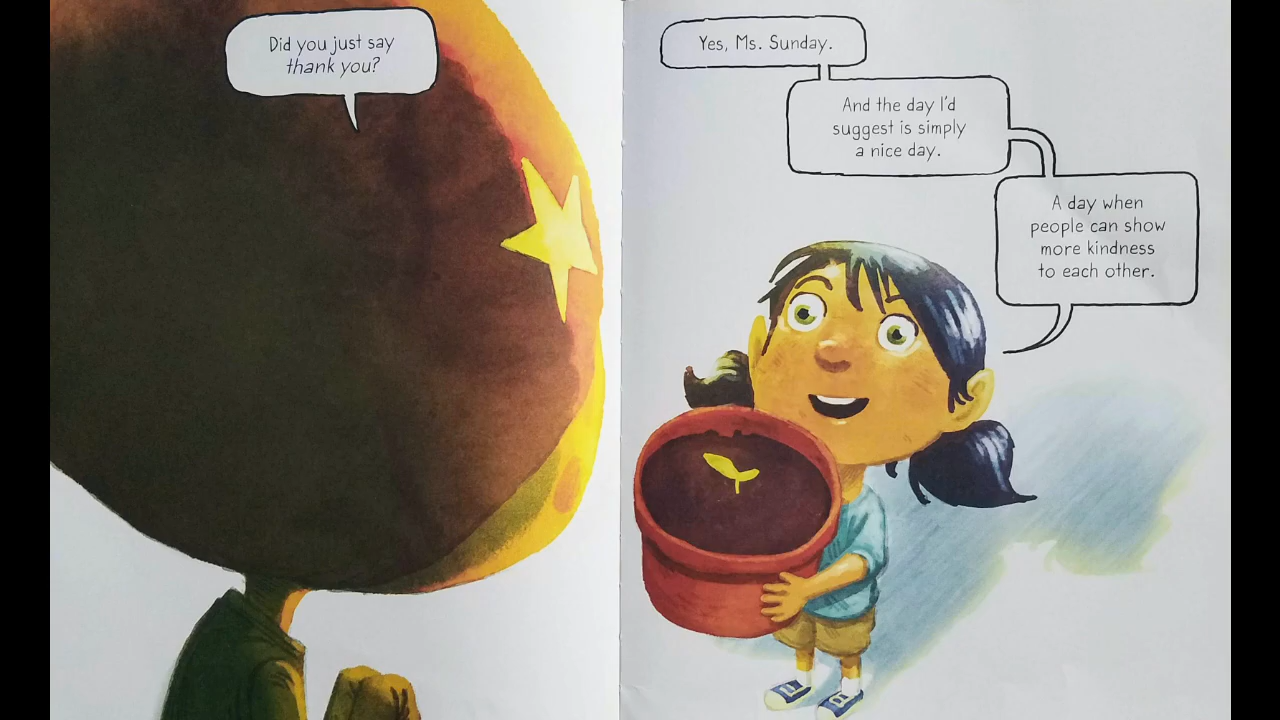 Did you just say
thank you?
Yes, Ms. Sunday.
And the day I'd
suggest is simply
a nice day.
A day when
people can show
more kindness
to each other.